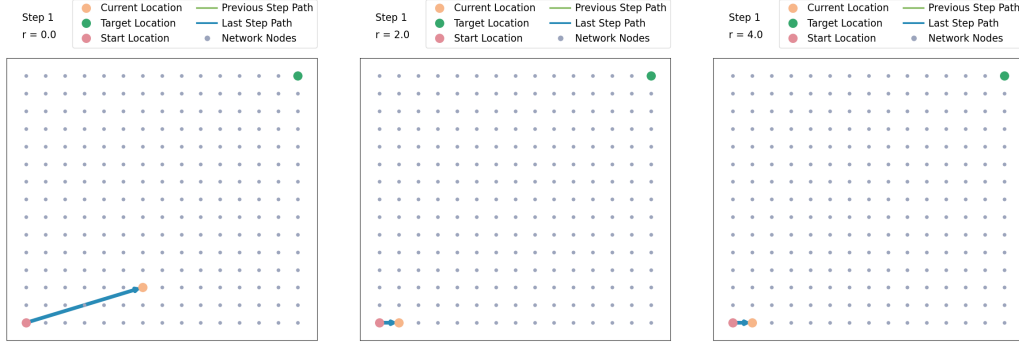 Step 1
r = 0.0
Current Location
Target Location
Start Location
Previous Step Path
Last Step Path
Network Nodes
Step 1
r = 2.0
Current Location
Target Location
Start Location
Previous Step Path
Last Step Path
Network Nodes
Step 1
r = 4.0
Current Location
Target Location
Start Location
Previous Step Path
Last Step Path
Network Nodes